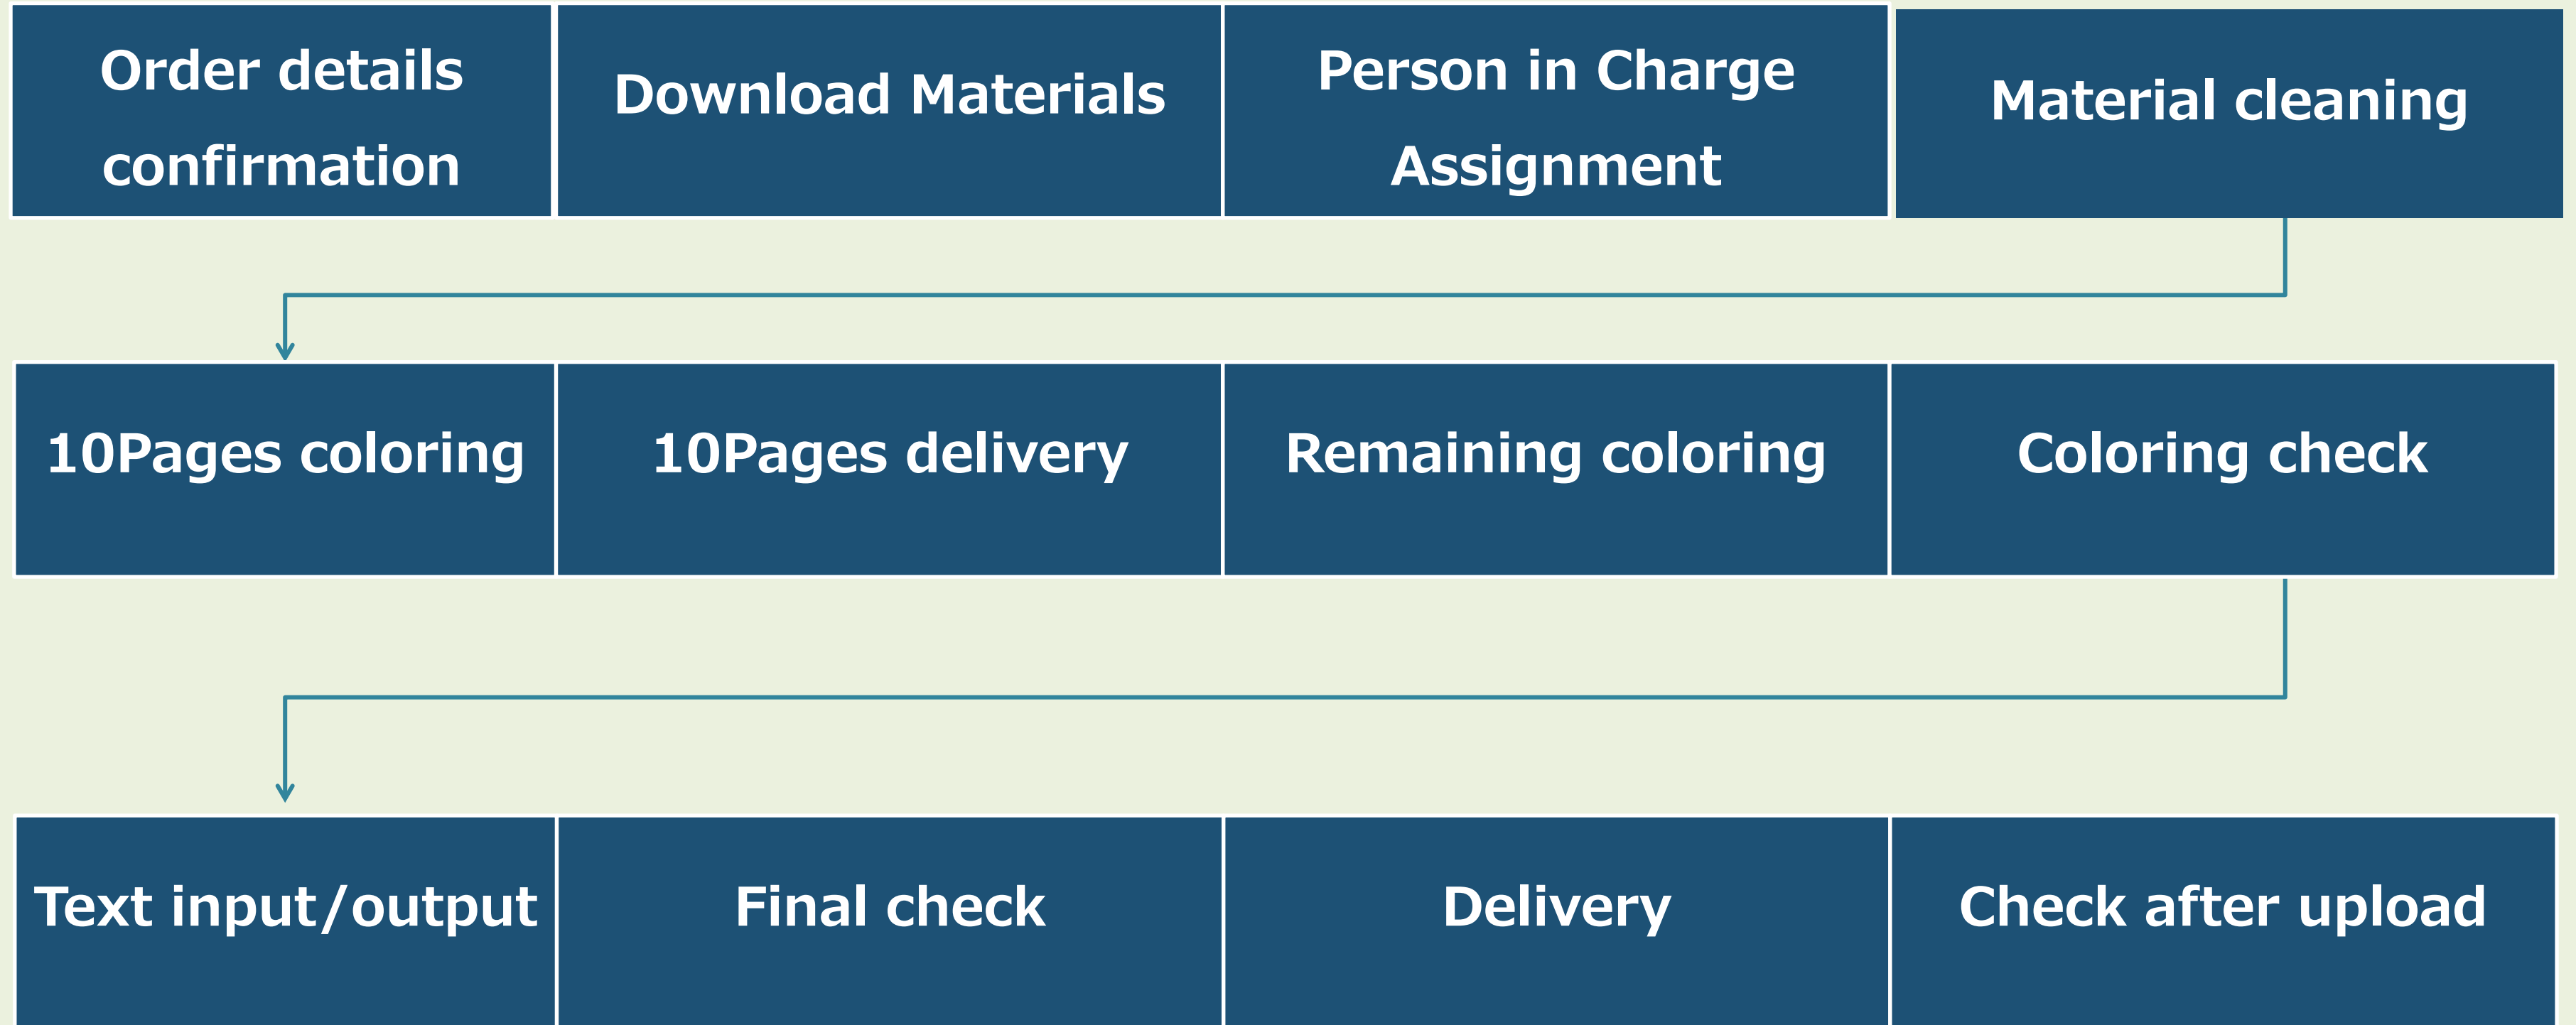 Order details
confirmation
Download Materials
Person in Charge
Assignment
Material cleaning
10Pages coloring
10Pages delivery
Remaining coloring
Coloring check
Text input/output
Final check
Delivery
Check after upload